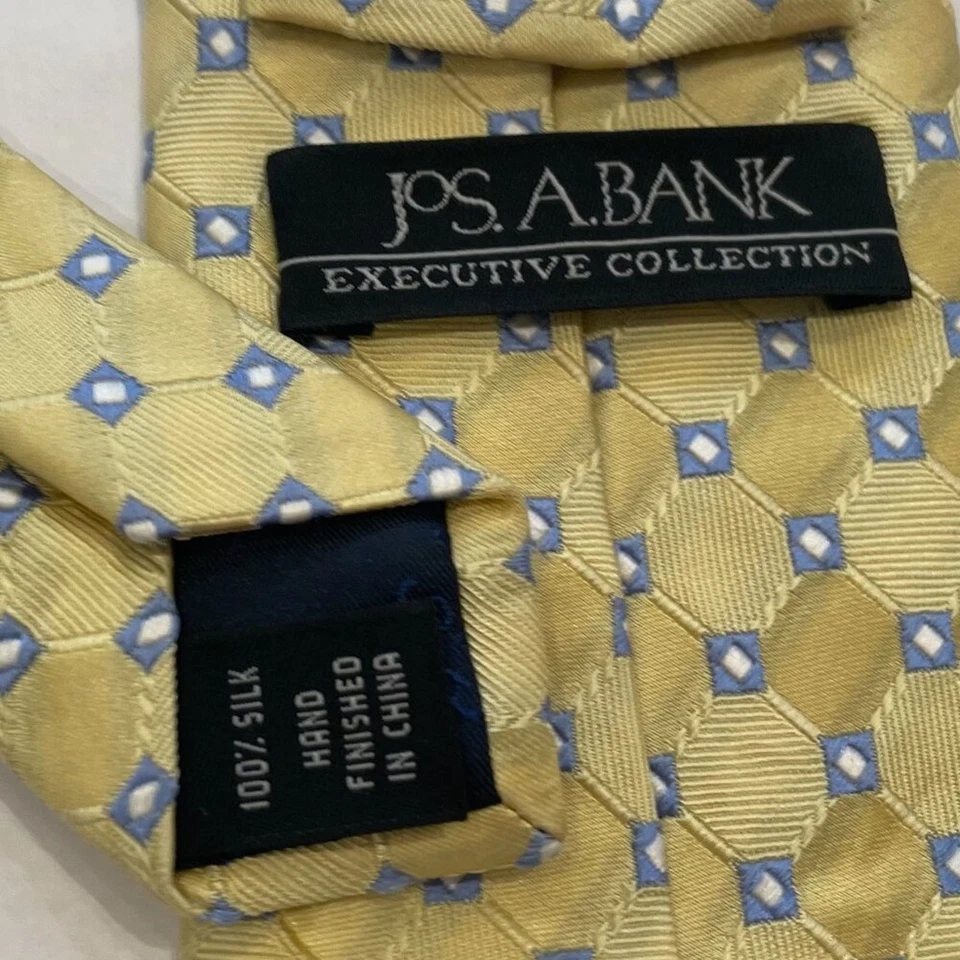 JOS. A. BANK
EXECUTIVE COLLECTION
100% SILK
HAND
FINISHED
IN CHINA